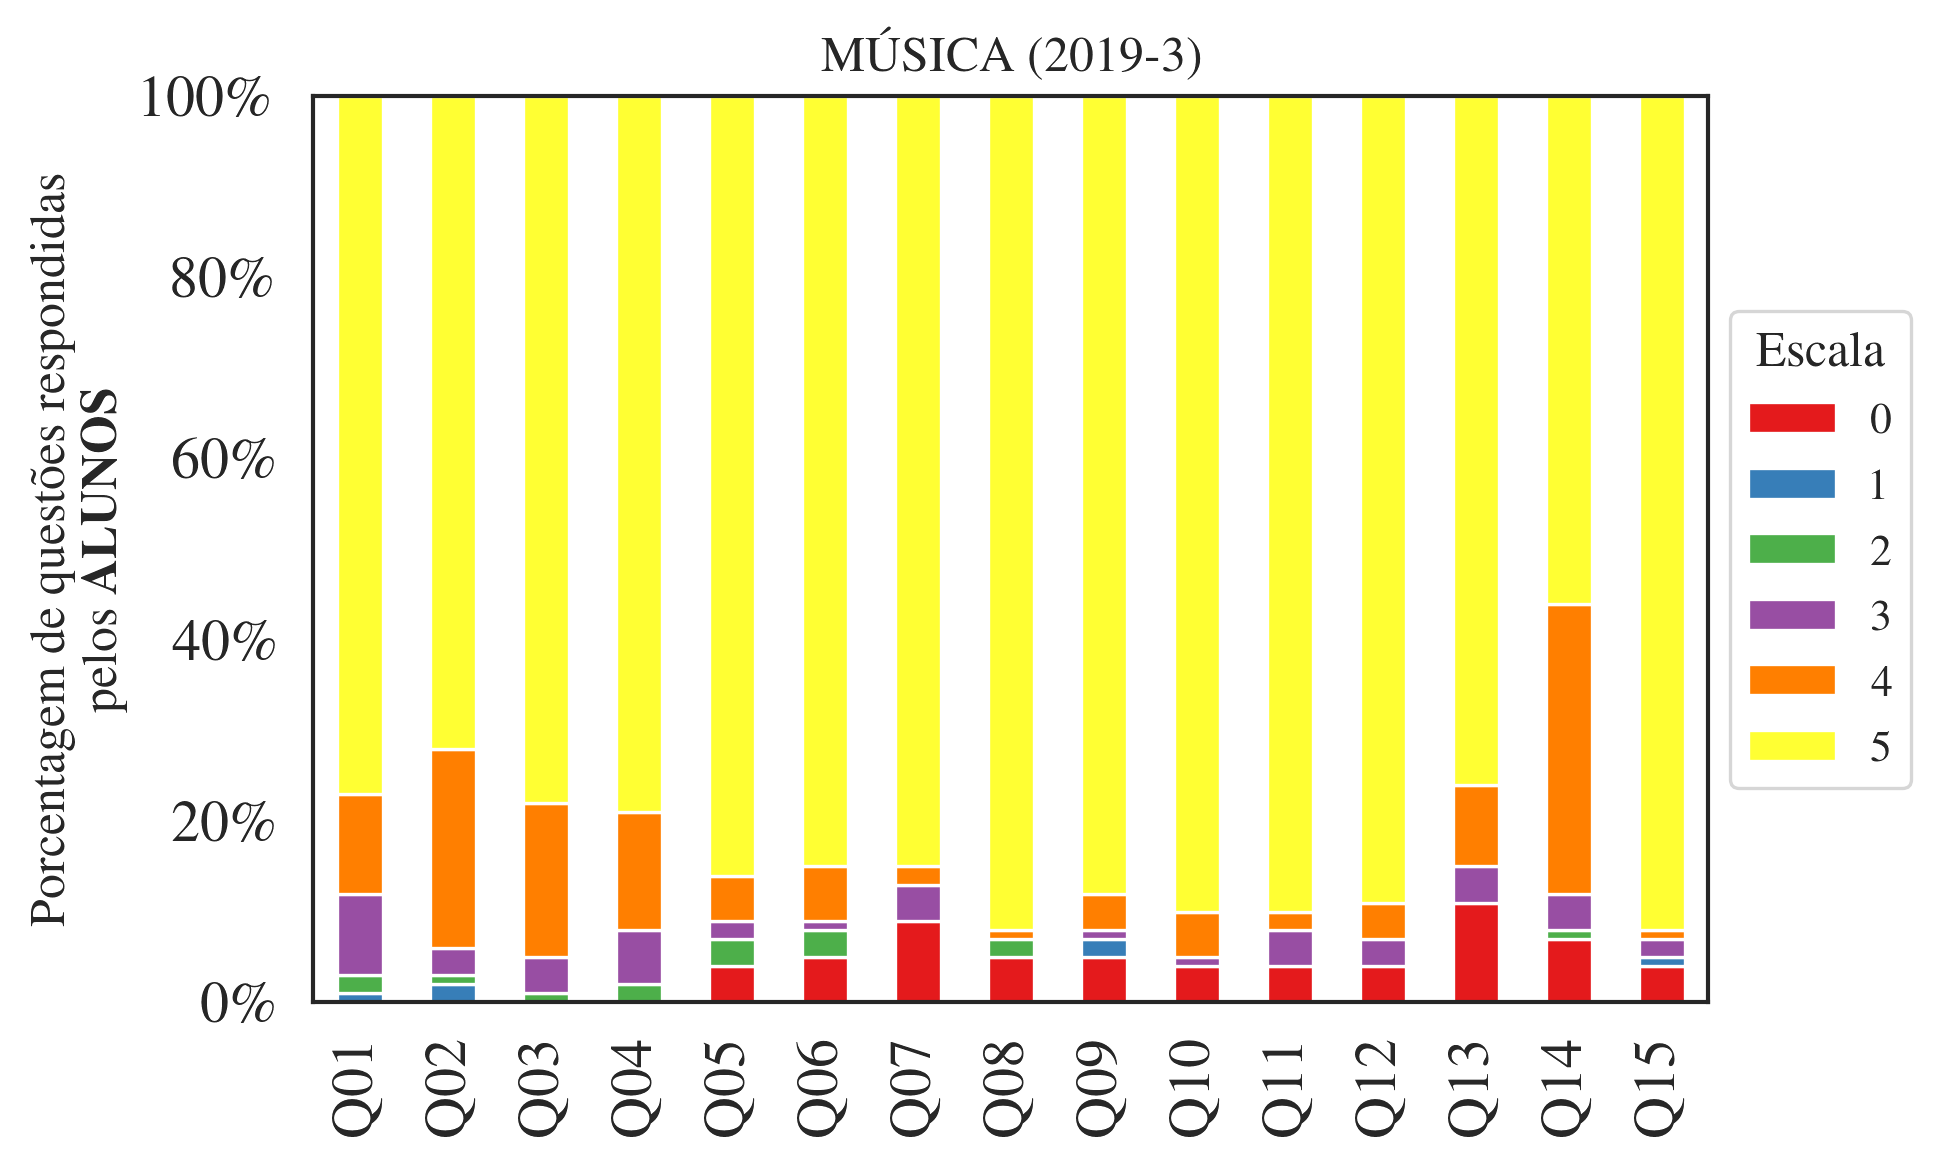 MÚSICA (2019-3)
Porcentagem de questões respondidas
pelos ALUNOS
100%
80%
60%
40%
20%
0%
Q01
Q02
Q03
Q04
Q05
Q06
Q07
Q08
Q09
Q10
Q11
Q12
Q13
Q14
Q15
Escala
0
1
2
3
4
5